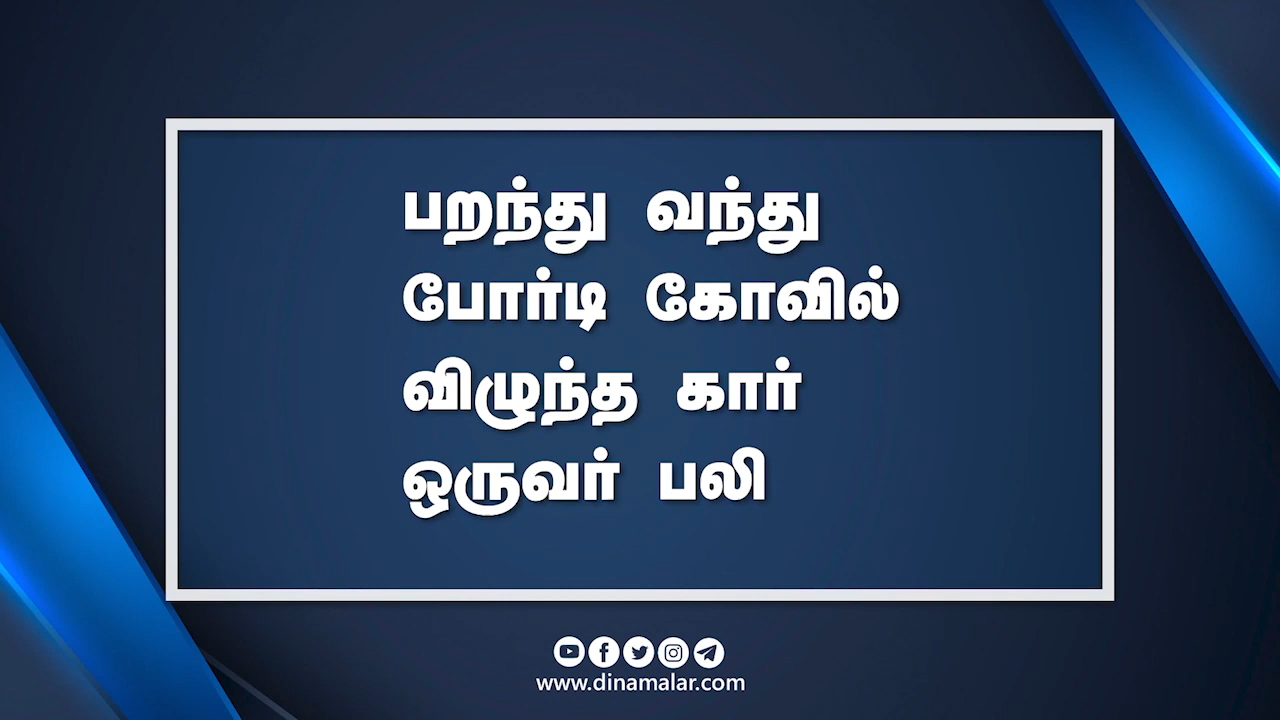 பறந்து வந்து
போர்டி கோவில்
விழுந்த கார்
ஒருவர் பலி
www.dinamalar.com